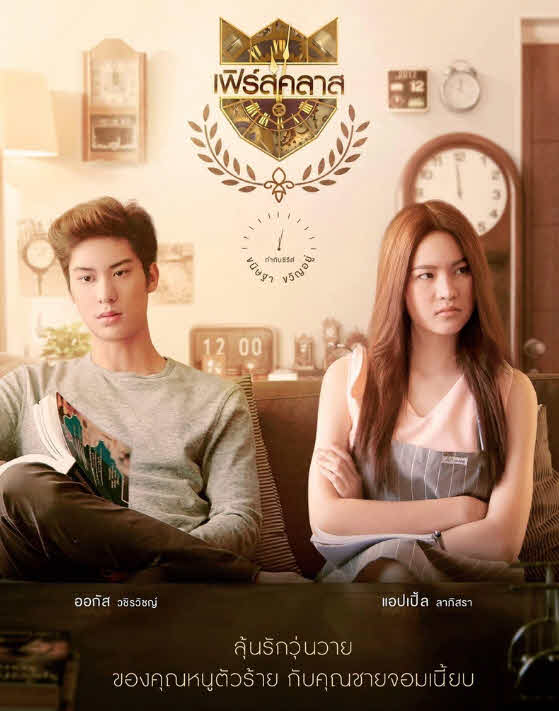 เฟิร์สคลาส
2017
12
12 00
กำกับซีรีส์
ขนิษฐา ขวัญอยู่
ออกัส วชิรวิชญ์
แอปเปิ้ล ลาภิสรา
ลุ้นรักวุ่นวาย
ของคุณหนูตัวร้าย กับคุณชายจอมเนี้ยบ